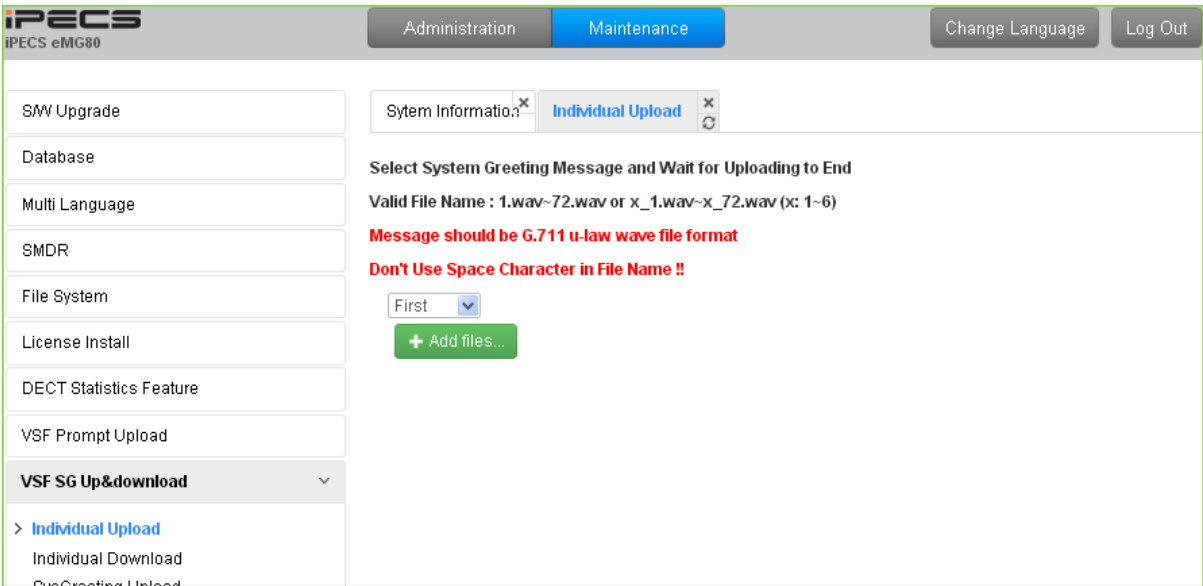 iPECS
iPECS eMG80
Administration
Maintenance
Change Language
Log Out
S/W Upgrade
Database
Multi Language
SMDR
File System
License Install
DECT Statistics Feature
VSF Prompt Upload
VSF SG Up&download
Individual Upload
Individual Download
SysGreeting Upload
Sytem Information
Individual Upload
Select System Greeting Message and Wait for Uploading to End
Valid File Name : 1.wav~72.wav or x_1.wav~x_72.wav (x: 1~6)
Message should be G.711 u-law wave file format
Don't Use Space Character in File Name !!
First
+ Add files...